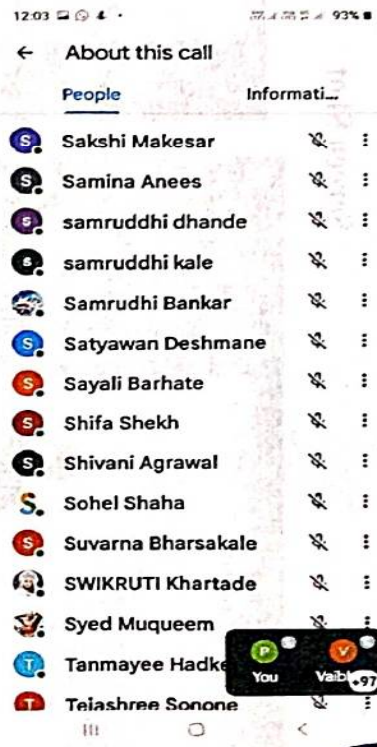 12:03 93%
← About this call
People Informati...
S Sakshi Makesar
S Samina Anees
s samruddhi dhande
s samruddhi kale
Samrudhi Bankar
S Satyawan Deshmane
S Sayali Barhate
S Shifa Shekh
S Shivani Agrawal
S. Sohel Shaha
S Suvarna Bharsakale
SWIKRUTI Khartade
Syed Muqueem
T Tanmayee Hadke
P V
You Vaibl +97
T Tejashree Sonone